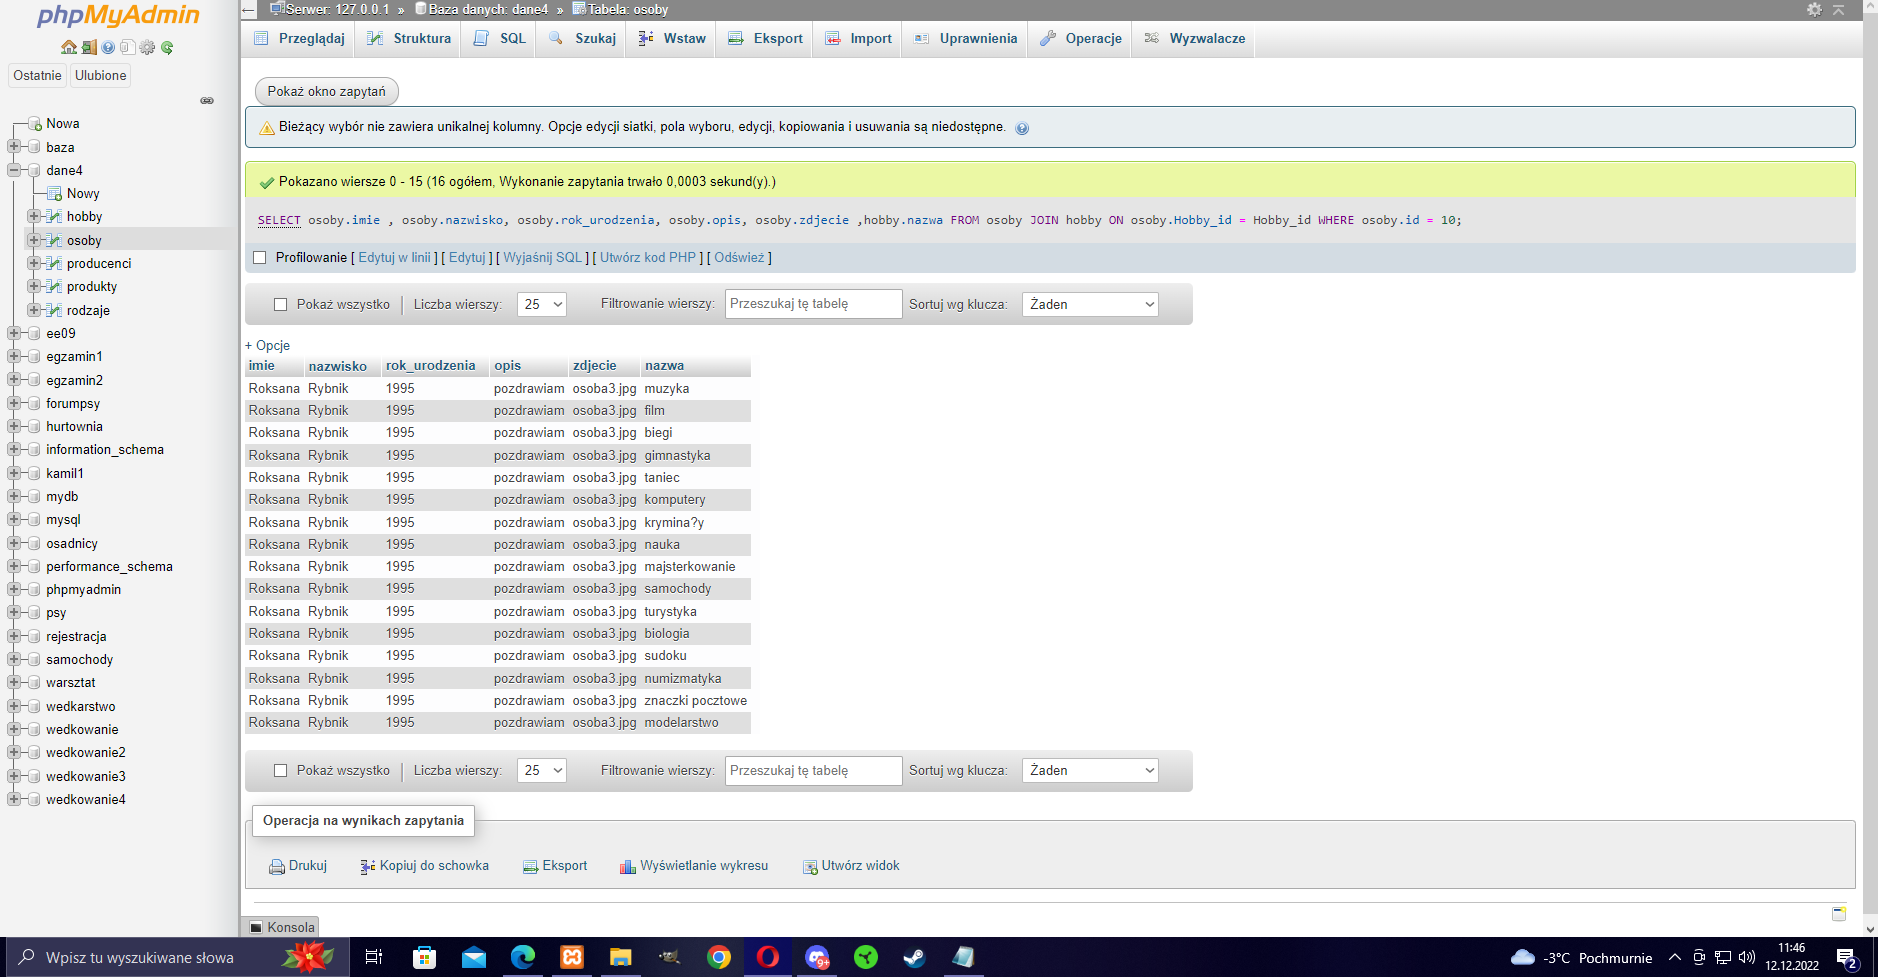 phpMyAdmin
Ostatnie Ulubione
Nowa
baza
dane4
Nowy
hobby
osoby
producenci
produkty
rodzaje
ee09
egzamin1
egzamin2
forumpsy
hurtownia
information_schema
kamil1
mydb
mysql
osadnicy
performance_schema
phpmyadmin
psy
rejestracja
samochody
warsztat
wedkarstwo
wedkowanie
wedkowanie2
wedkowanie3
wedkowanie4
Serwer: 127.0.0.1 » Baza danych: dane4 » Tabela: osoby
Przeglądaj Struktura SQL Szukaj Wstaw Eksport Import Uprawnienia Operacje Wyzwalacze
Pokaż okno zapytań
Bieżący wybór nie zawiera unikalnej kolumny. Opcje edycji siatki, pola wyboru, edycji, kopiowania i usuwania są niedostępne.
Pokazano wiersze 0 - 15 (16 ogółem, Wykonanie zapytania trwało 0,0003 sekund(y).)
SELECT osoby.imie , osoby.nazwisko, osoby.rok_urodzenia, osoby.opis, osoby.zdjecie ,hobby.nazwa FROM osoby JOIN hobby ON osoby.Hobby_id = Hobby_id WHERE osoby.id = 10;
Profilowanie [ Edytuj w linii ] [ Edytuj ] [ Wyjaśnij SQL ] [ Utwórz kod PHP ] [ Odśwież ]
Pokaż wszystko | Liczba wierszy: 25 Filtrowanie wierszy: Przeszukaj tę tabelę Sortuj wg klucza: Żaden
+ Opcje
imie nazwisko rok_urodzenia opis zdjecie nazwa
Roksana Rybnik 1995 pozdrawiam osoba3.jpg muzyka
Roksana Rybnik 1995 pozdrawiam osoba3.jpg film
Roksana Rybnik 1995 pozdrawiam osoba3.jpg biegi
Roksana Rybnik 1995 pozdrawiam osoba3.jpg gimnastyka
Roksana Rybnik 1995 pozdrawiam osoba3.jpg taniec
Roksana Rybnik 1995 pozdrawiam osoba3.jpg komputery
Roksana Rybnik 1995 pozdrawiam osoba3.jpg krymina?y
Roksana Rybnik 1995 pozdrawiam osoba3.jpg nauka
Roksana Rybnik 1995 pozdrawiam osoba3.jpg majsterkowanie
Roksana Rybnik 1995 pozdrawiam osoba3.jpg samochody
Roksana Rybnik 1995 pozdrawiam osoba3.jpg turystyka
Roksana Rybnik 1995 pozdrawiam osoba3.jpg biologia
Roksana Rybnik 1995 pozdrawiam osoba3.jpg sudoku
Roksana Rybnik 1995 pozdrawiam osoba3.jpg numizmatyka
Roksana Rybnik 1995 pozdrawiam osoba3.jpg znaczki pocztowe
Roksana Rybnik 1995 pozdrawiam osoba3.jpg modelarstwo
Pokaż wszystko | Liczba wierszy: 25 Filtrowanie wierszy: Przeszukaj tę tabelę Sortuj wg klucza: Żaden
Operacja na wynikach zapytania
Drukuj Kopiuj do schowka Eksport Wyświetlanie wykresu Utwórz widok
Konsola
Wpisz tu wyszukiwane słowa
9+
-3°C Pochmurnie
11:46
12.12.2022
2